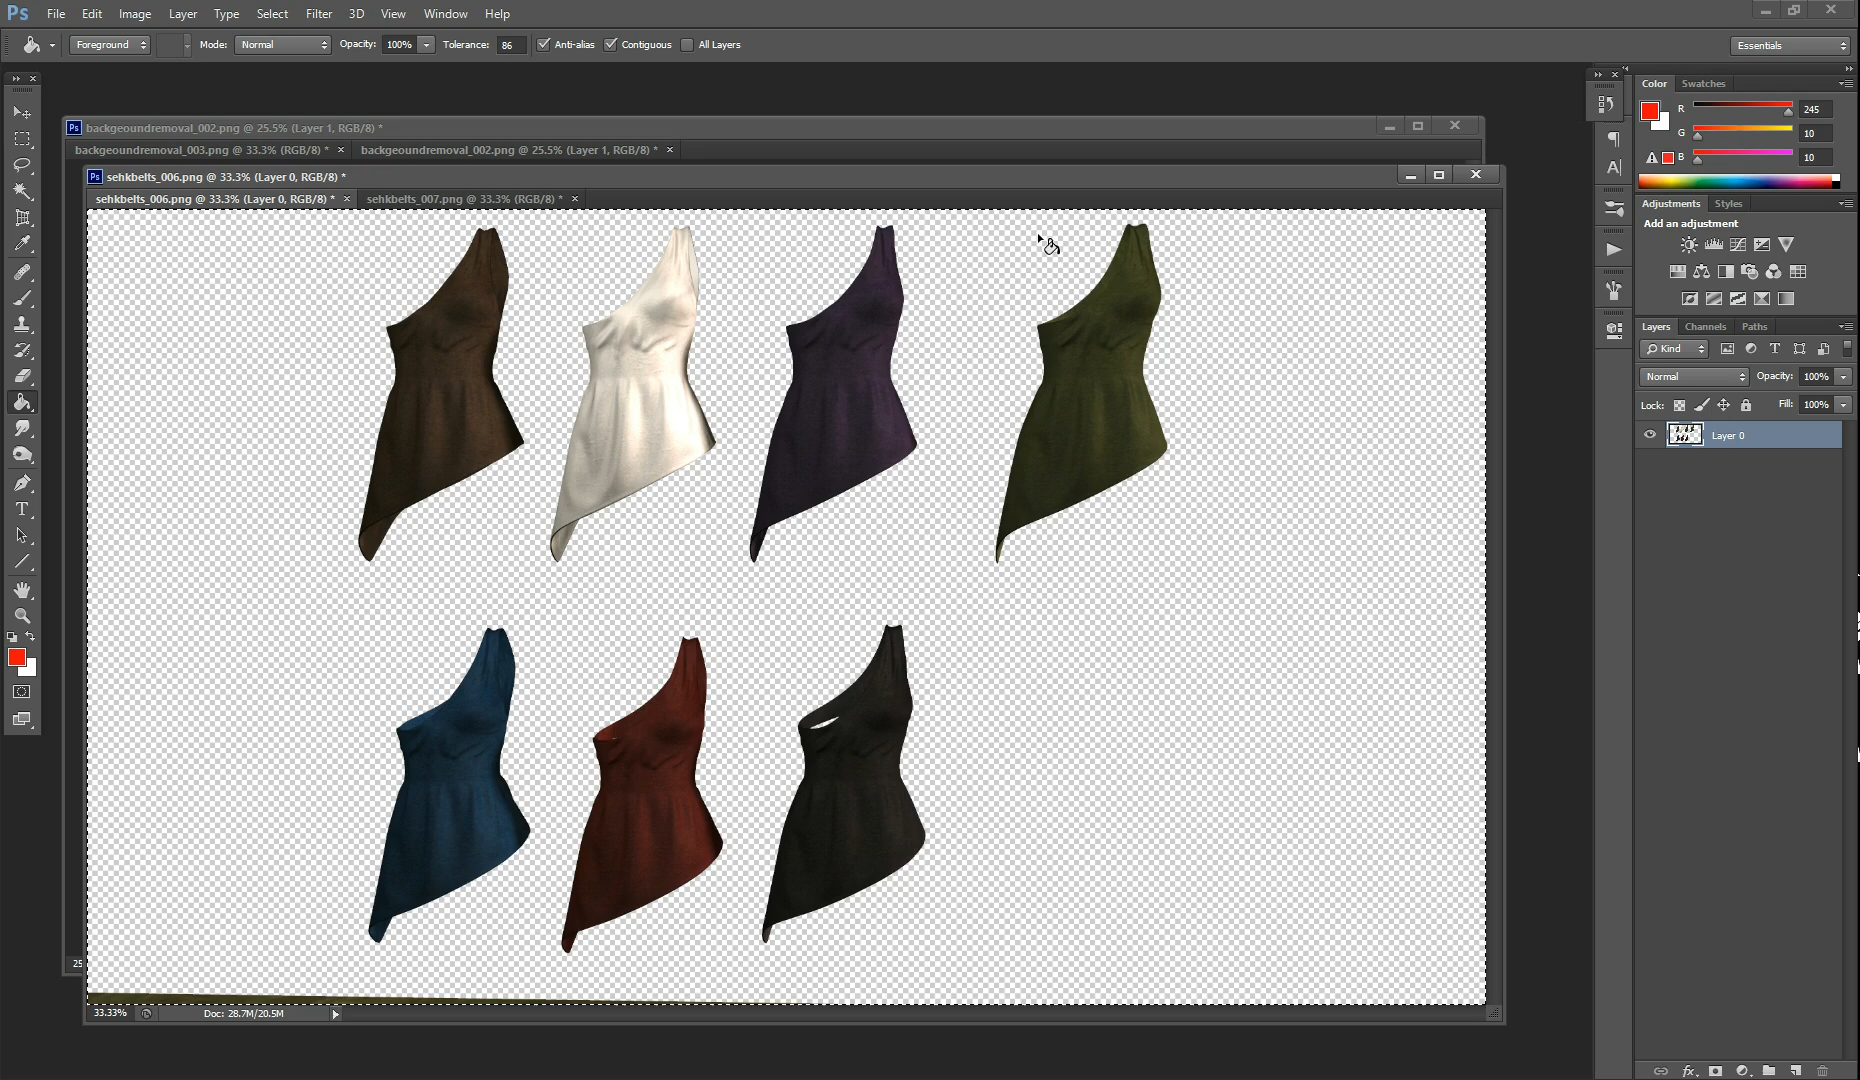 Ps File Edit Image Layer Type Select Filter 3D View Window Help
Foreground Mode: Normal Opacity: 100% Tolerance: 86 Anti-alias Contiguous All Layers Essentials
Ps backgeoundremoval_002.png @ 25.5% (Layer 1, RGB/8) *
backgeoundremoval_003.png @ 33.3% (RGB/8) * × backgeoundremoval_002.png @ 25.5% (Layer 1, RGB/8) * ×
Ps sehkbelts_006.png @ 33.3% (Layer 0, RGB/8) *
sehkbelts_006.png @ 33.3% (Layer 0, RGB/8) * × sehkbelts_007.png @ 33.3% (RGB/8) * ×
25
33.33% Doc: 28.7M/20.5M
Color Swatches
R 245
G 10
B 10
Adjustments Styles
Add an adjustment
Layers Channels Paths
Kind
Normal Opacity: 100%
Lock: Fill: 100%
Layer 0